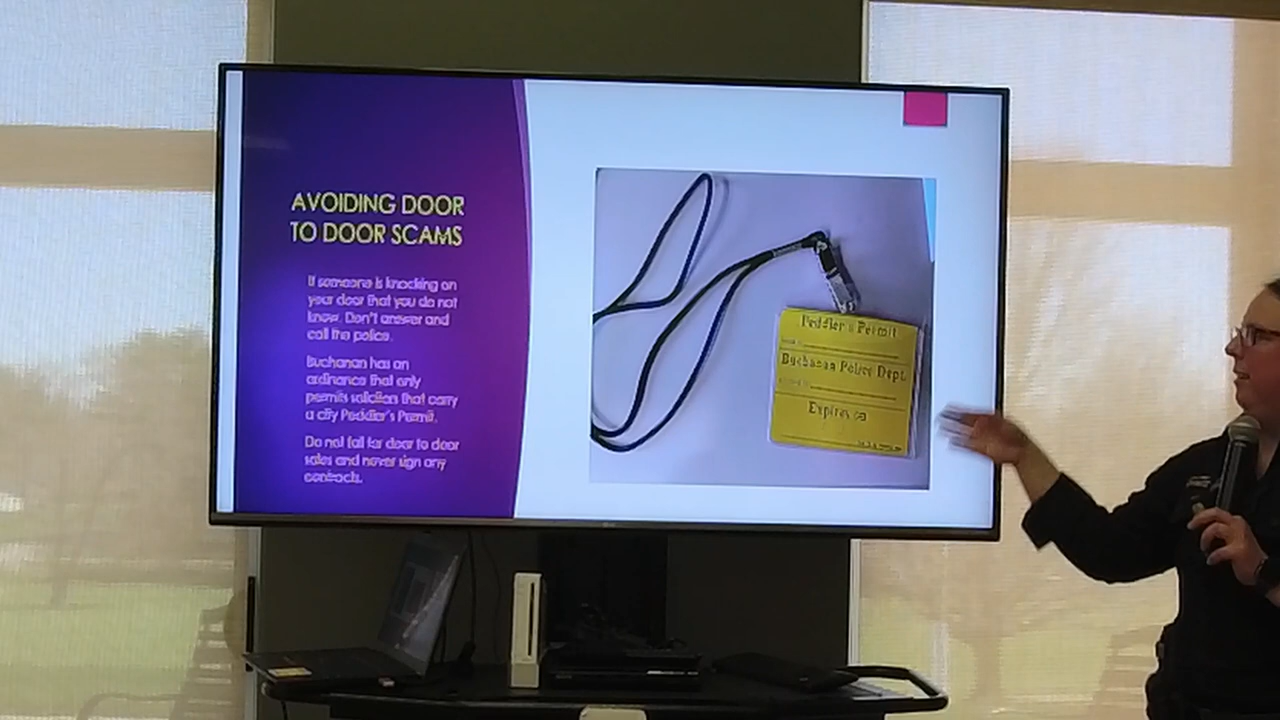 AVOIDING DOOR
TO DOOR SCAMS
If someone is knocking on
your door that you do not
know. Don't answer and
call the police.
Buchanan has an
ordinance that only
permits solicitors that carry
a city Peddler's Permit.
Do not fall for door to door
sales and never sign any
contracts.
Peddler's Permit
Buchanan Police Dept.
Expires on